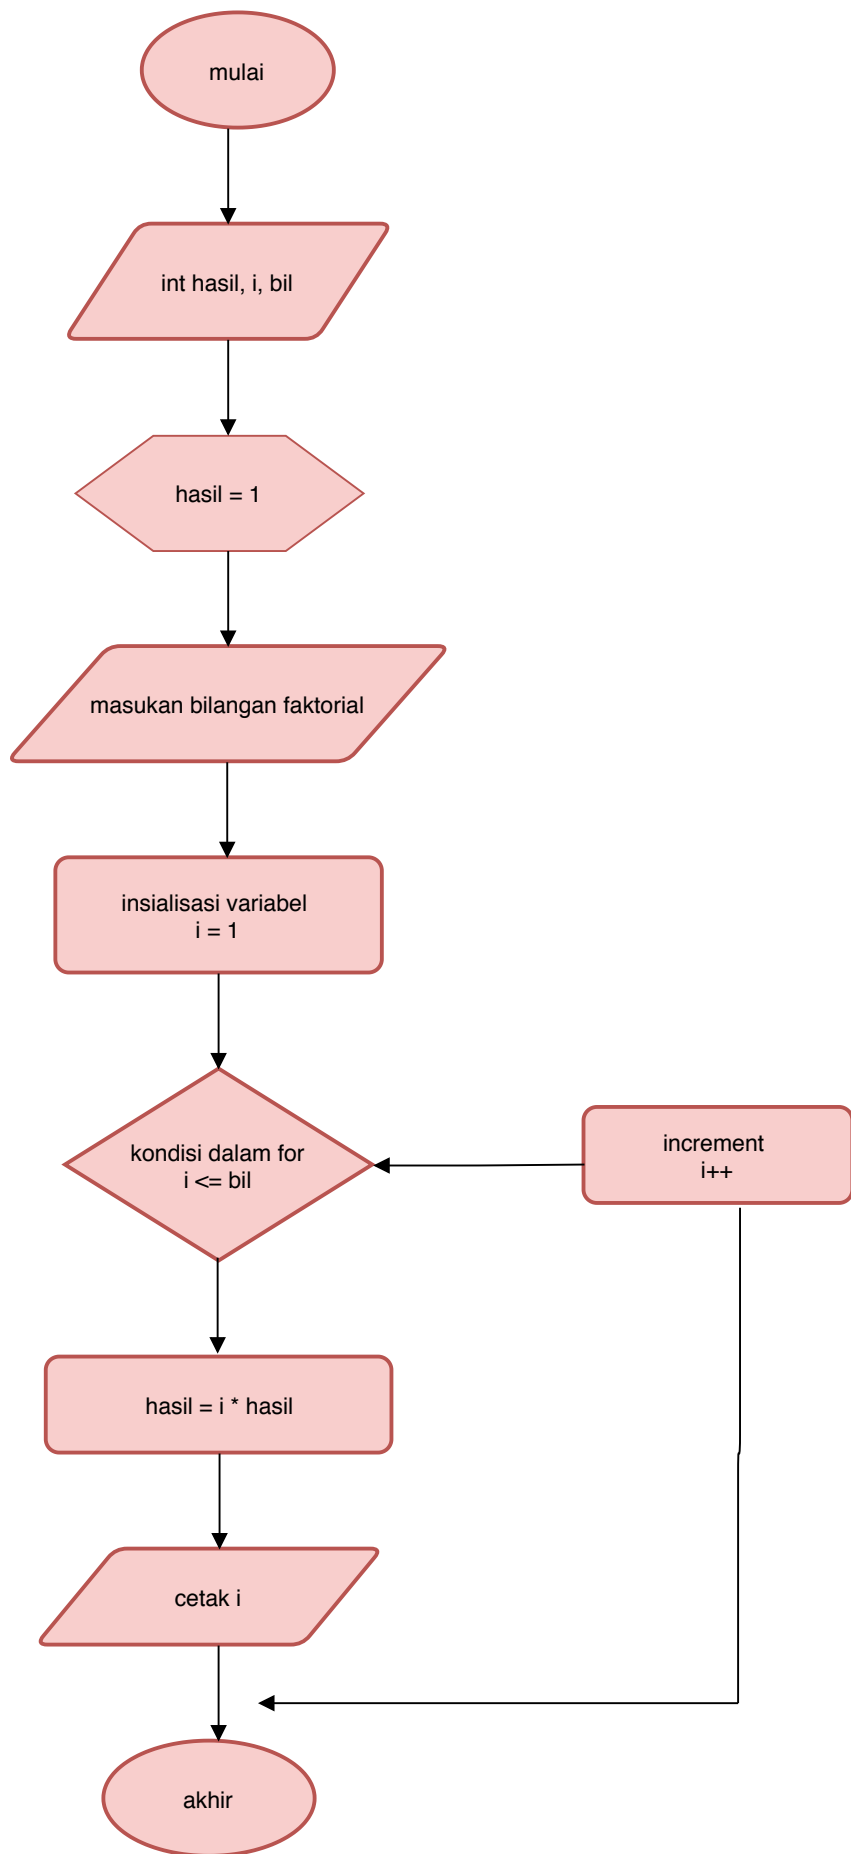 mulai
int hasil, i, bil
hasil = 1
masukan bilangan faktorial
insialisasi variabel
i = 1
kondisi dalam for
i <= bil
increment
i++
hasil = i * hasil
cetak i
akhir